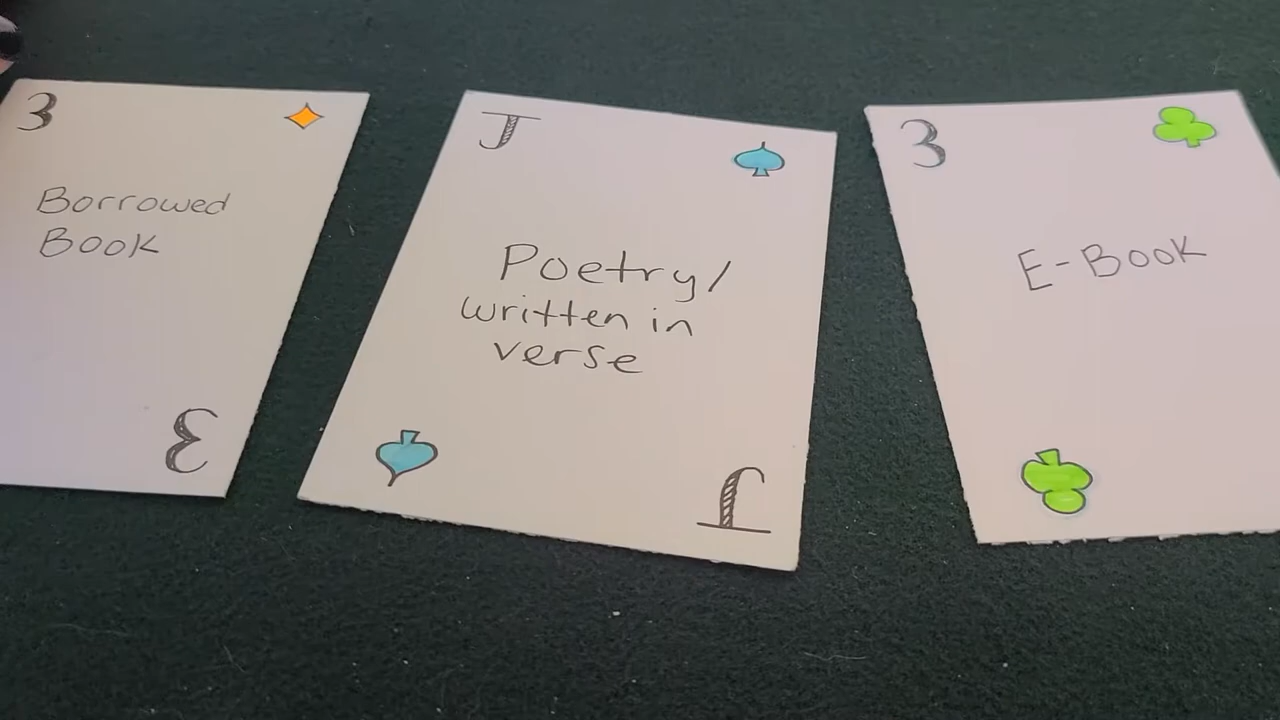 3
Borrowed
Book
3
J
Poetry/
written in
verse
J
3
E-Book